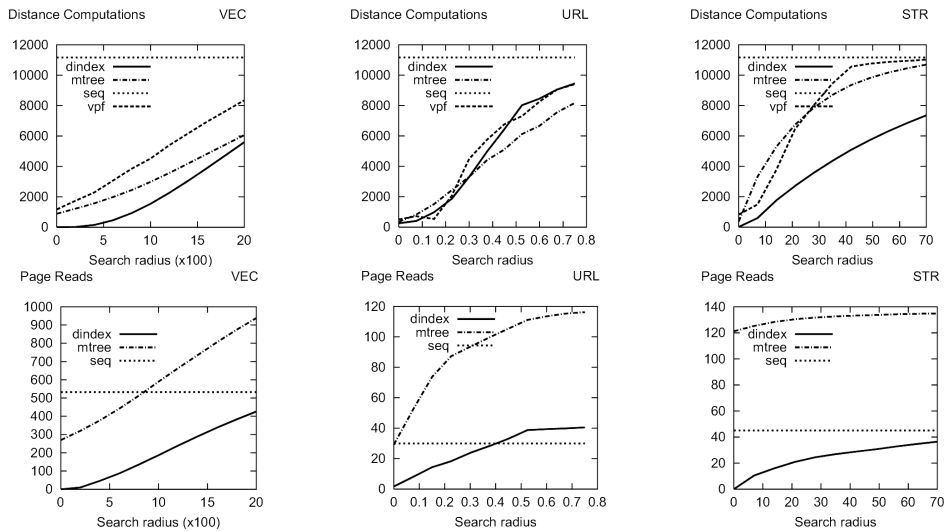 Distance Computations VEC
12000
10000
8000
6000
4000
2000
0
dindex
mtree
seq
vpf
0 5 10 15 20
Search radius (x100)
Distance Computations URL
12000
10000
8000
6000
4000
2000
0
dindex
mtree
seq
vpf
0 0.1 0.2 0.3 0.4 0.5 0.6 0.7 0.8
Search radius
Distance Computations STR
12000
10000
8000
6000
4000
2000
0
dindex
mtree
seq
vpf
0 10 20 30 40 50 60 70
Search radius
Page Reads VEC
1000
900
800
700
600
500
400
300
200
100
0
dindex
mtree
seq
0 5 10 15 20
Search radius (x100)
Page Reads URL
120
100
80
60
40
20
0
dindex
mtree
seq
0 0.1 0.2 0.3 0.4 0.5 0.6 0.7 0.8
Search radius
Page Reads STR
140
120
100
80
60
40
20
0
dindex
mtree
seq
0 10 20 30 40 50 60 70
Search radius